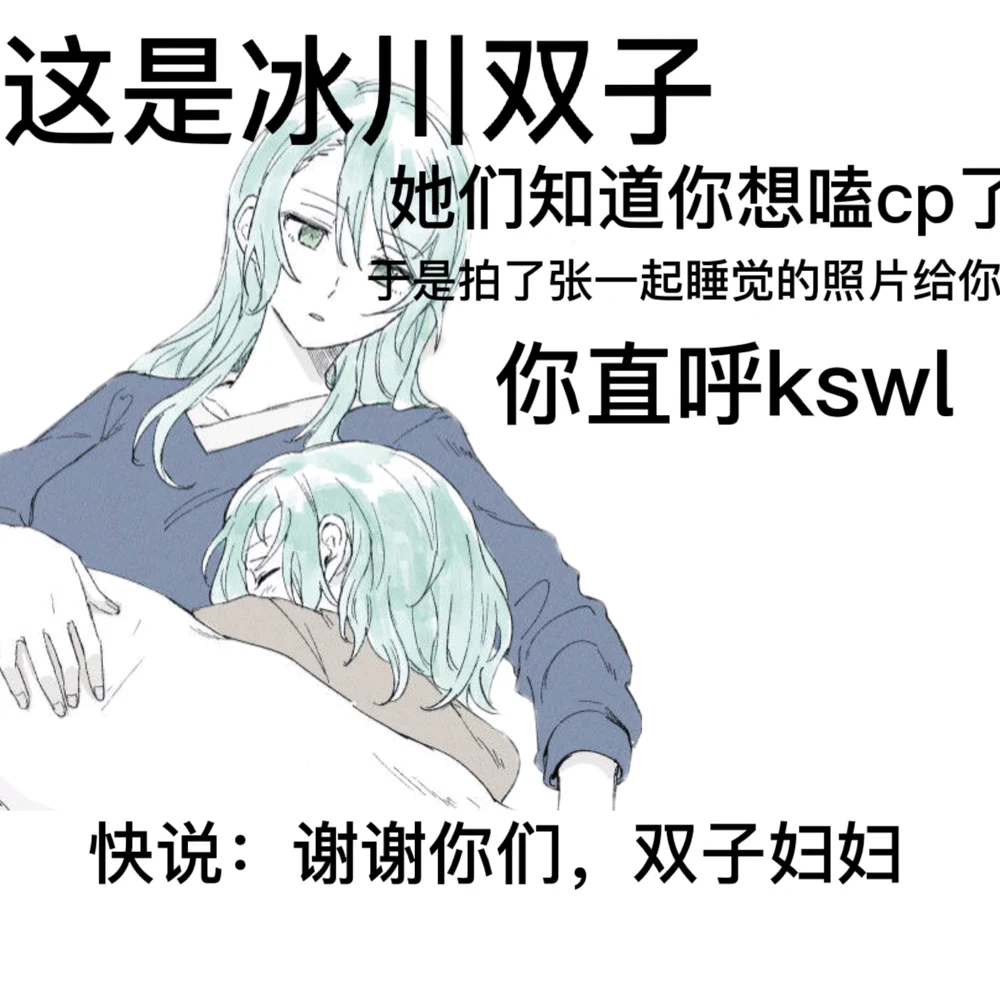 这是冰川双子
她们知道你想嗑cp了
于是拍了张一起睡觉的照片给你
你直呼kswl
快说：谢谢你们，双子妇妇